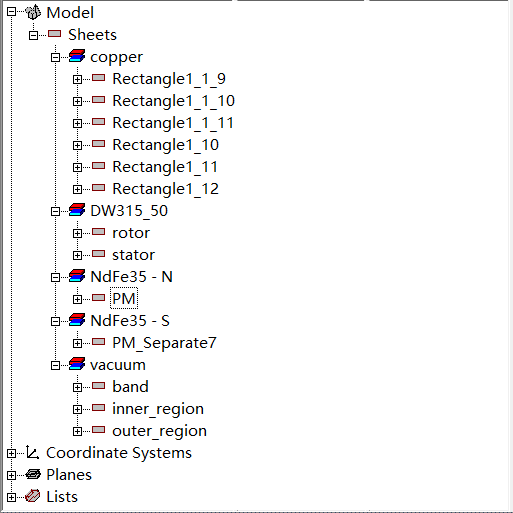 Model
Sheets
copper
Rectangle1_1_9
Rectangle1_1_10
Rectangle1_1_11
Rectangle1_10
Rectangle1_11
Rectangle1_12
DW315_50
rotor
stator
NdFe35 - N
PM
NdFe35 - S
PM_Separate7
vacuum
band
inner_region
outer_region
Coordinate Systems
Planes
Lists